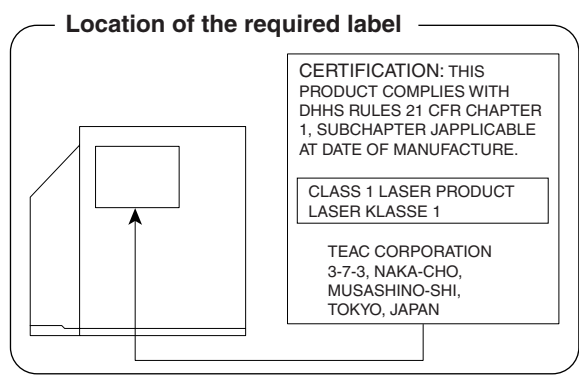 Location of the required label
CERTIFICATION: THIS
PRODUCT COMPLIES WITH
DHHS RULES 21 CFR CHAPTER
1, SUBCHAPTER JAPPLICABLE
AT DATE OF MANUFACTURE.
CLASS 1 LASER PRODUCT
LASER KLASSE 1
TEAC CORPORATION
3-7-3, NAKA-CHO,
MUSASHINO-SHI,
TOKYO, JAPAN